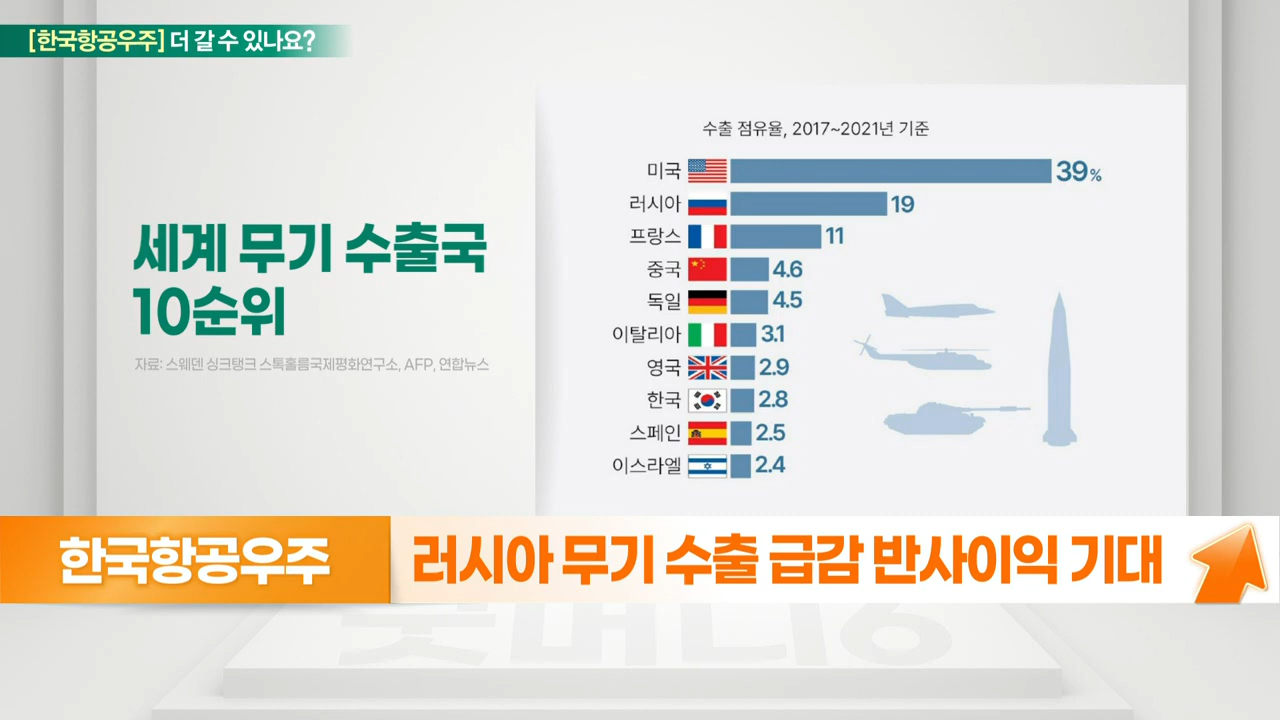 [한국항공우주] 더 갈 수 있나요?
세계 무기 수출국
10순위
자료: 스웨덴 싱크탱크 스톡홀름국제평화연구소, AFP, 연합뉴스
수출 점유율, 2017~2021년 기준
미국 39%
러시아 19
프랑스 11
중국 4.6
독일 4.5
이탈리아 3.1
영국 2.9
한국 2.8
스페인 2.5
이스라엘 2.4
한국항공우주
러시아 무기 수출 급감 반사이익 기대